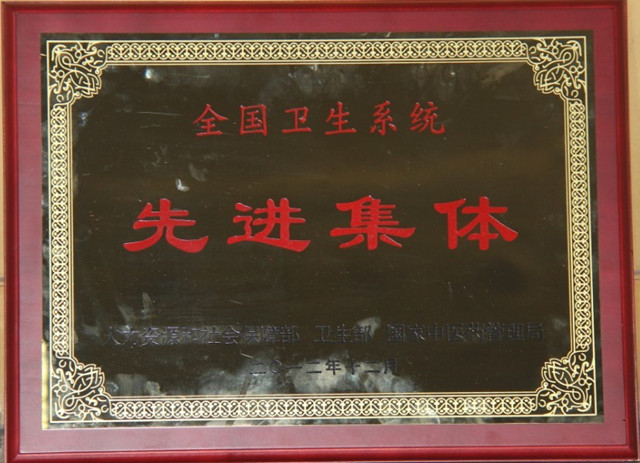 全国卫生系统
先进集体
人力资源和社会保障部 卫生部 国家中医药管理局
二〇一二年十二月